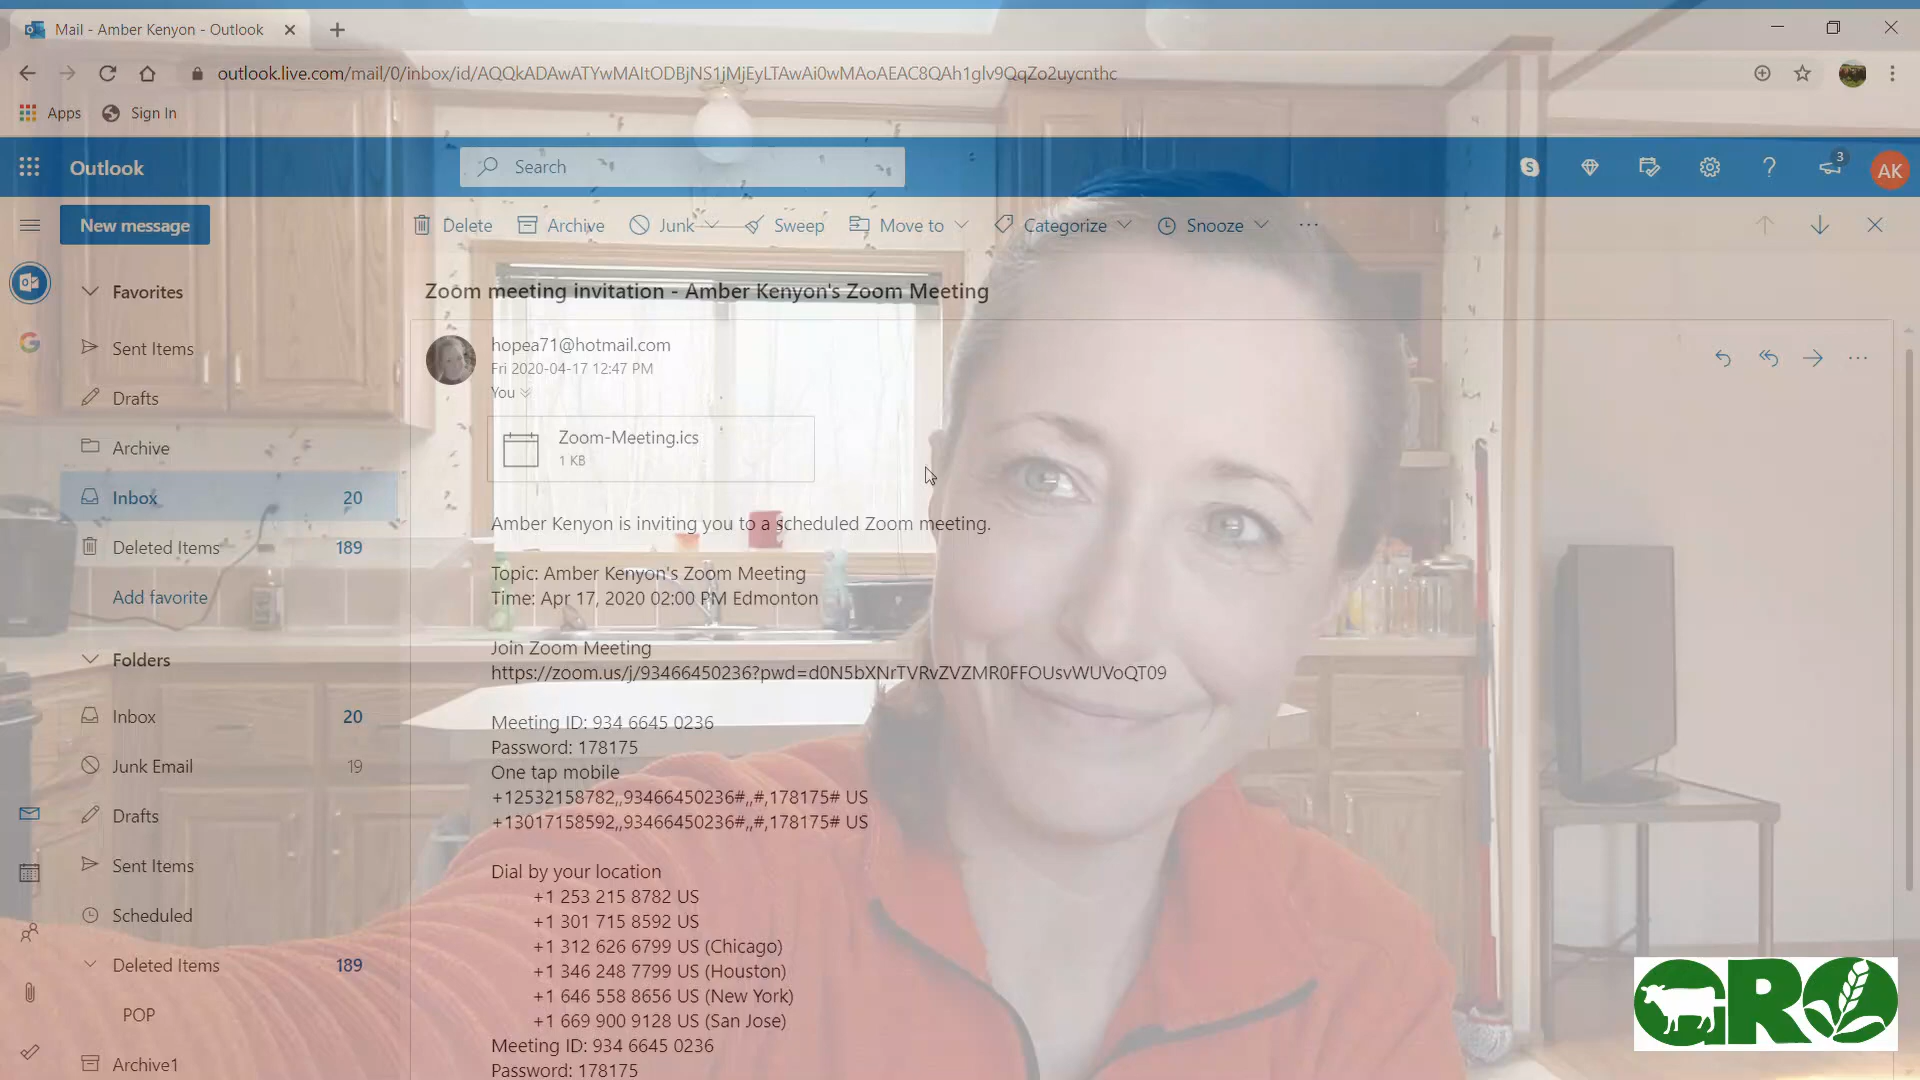 Mail - Amber Kenyon - Outlook
outlook.live.com/mail/0/inbox/id/AQQkADAwATYwMAItODBjNS1jMjEyLTAwAi0wMAoAEAC8QAh1glv9QqZo2uycnthc
Apps Sign In
Outlook
Search
3
AK
New message
Delete Archive Junk Sweep Move to Categorize Snooze ...
Favorites
Sent Items
Drafts
Archive
Inbox 20
Deleted Items 189
Add favorite
Folders
Inbox 20
Junk Email 19
Drafts
Sent Items
Scheduled
Deleted Items 189
POP
Archive1
Zoom meeting invitation - Amber Kenyon's Zoom Meeting
hopea71@hotmail.com
Fri 2020-04-17 12:47 PM
You
Zoom-Meeting.ics
1 KB
Amber Kenyon is inviting you to a scheduled Zoom meeting.
Topic: Amber Kenyon's Zoom Meeting
Time: Apr 17, 2020 02:00 PM Edmonton
Join Zoom Meeting
https://zoom.us/j/93466450236?pwd=d0N5bXNrTVRvZVZMR0FFOUsvWUVoQT09
Meeting ID: 934 6645 0236
Password: 178175
One tap mobile
+12532158782,,93466450236#,,#,178175# US
+13017158592,,93466450236#,,#,178175# US
Dial by your location
+1 253 215 8782 US
+1 301 715 8592 US
+1 312 626 6799 US (Chicago)
+1 346 248 7799 US (Houston)
+1 646 558 8656 US (New York)
+1 669 900 9128 US (San Jose)
Meeting ID: 934 6645 0236
Password: 178175
GRO